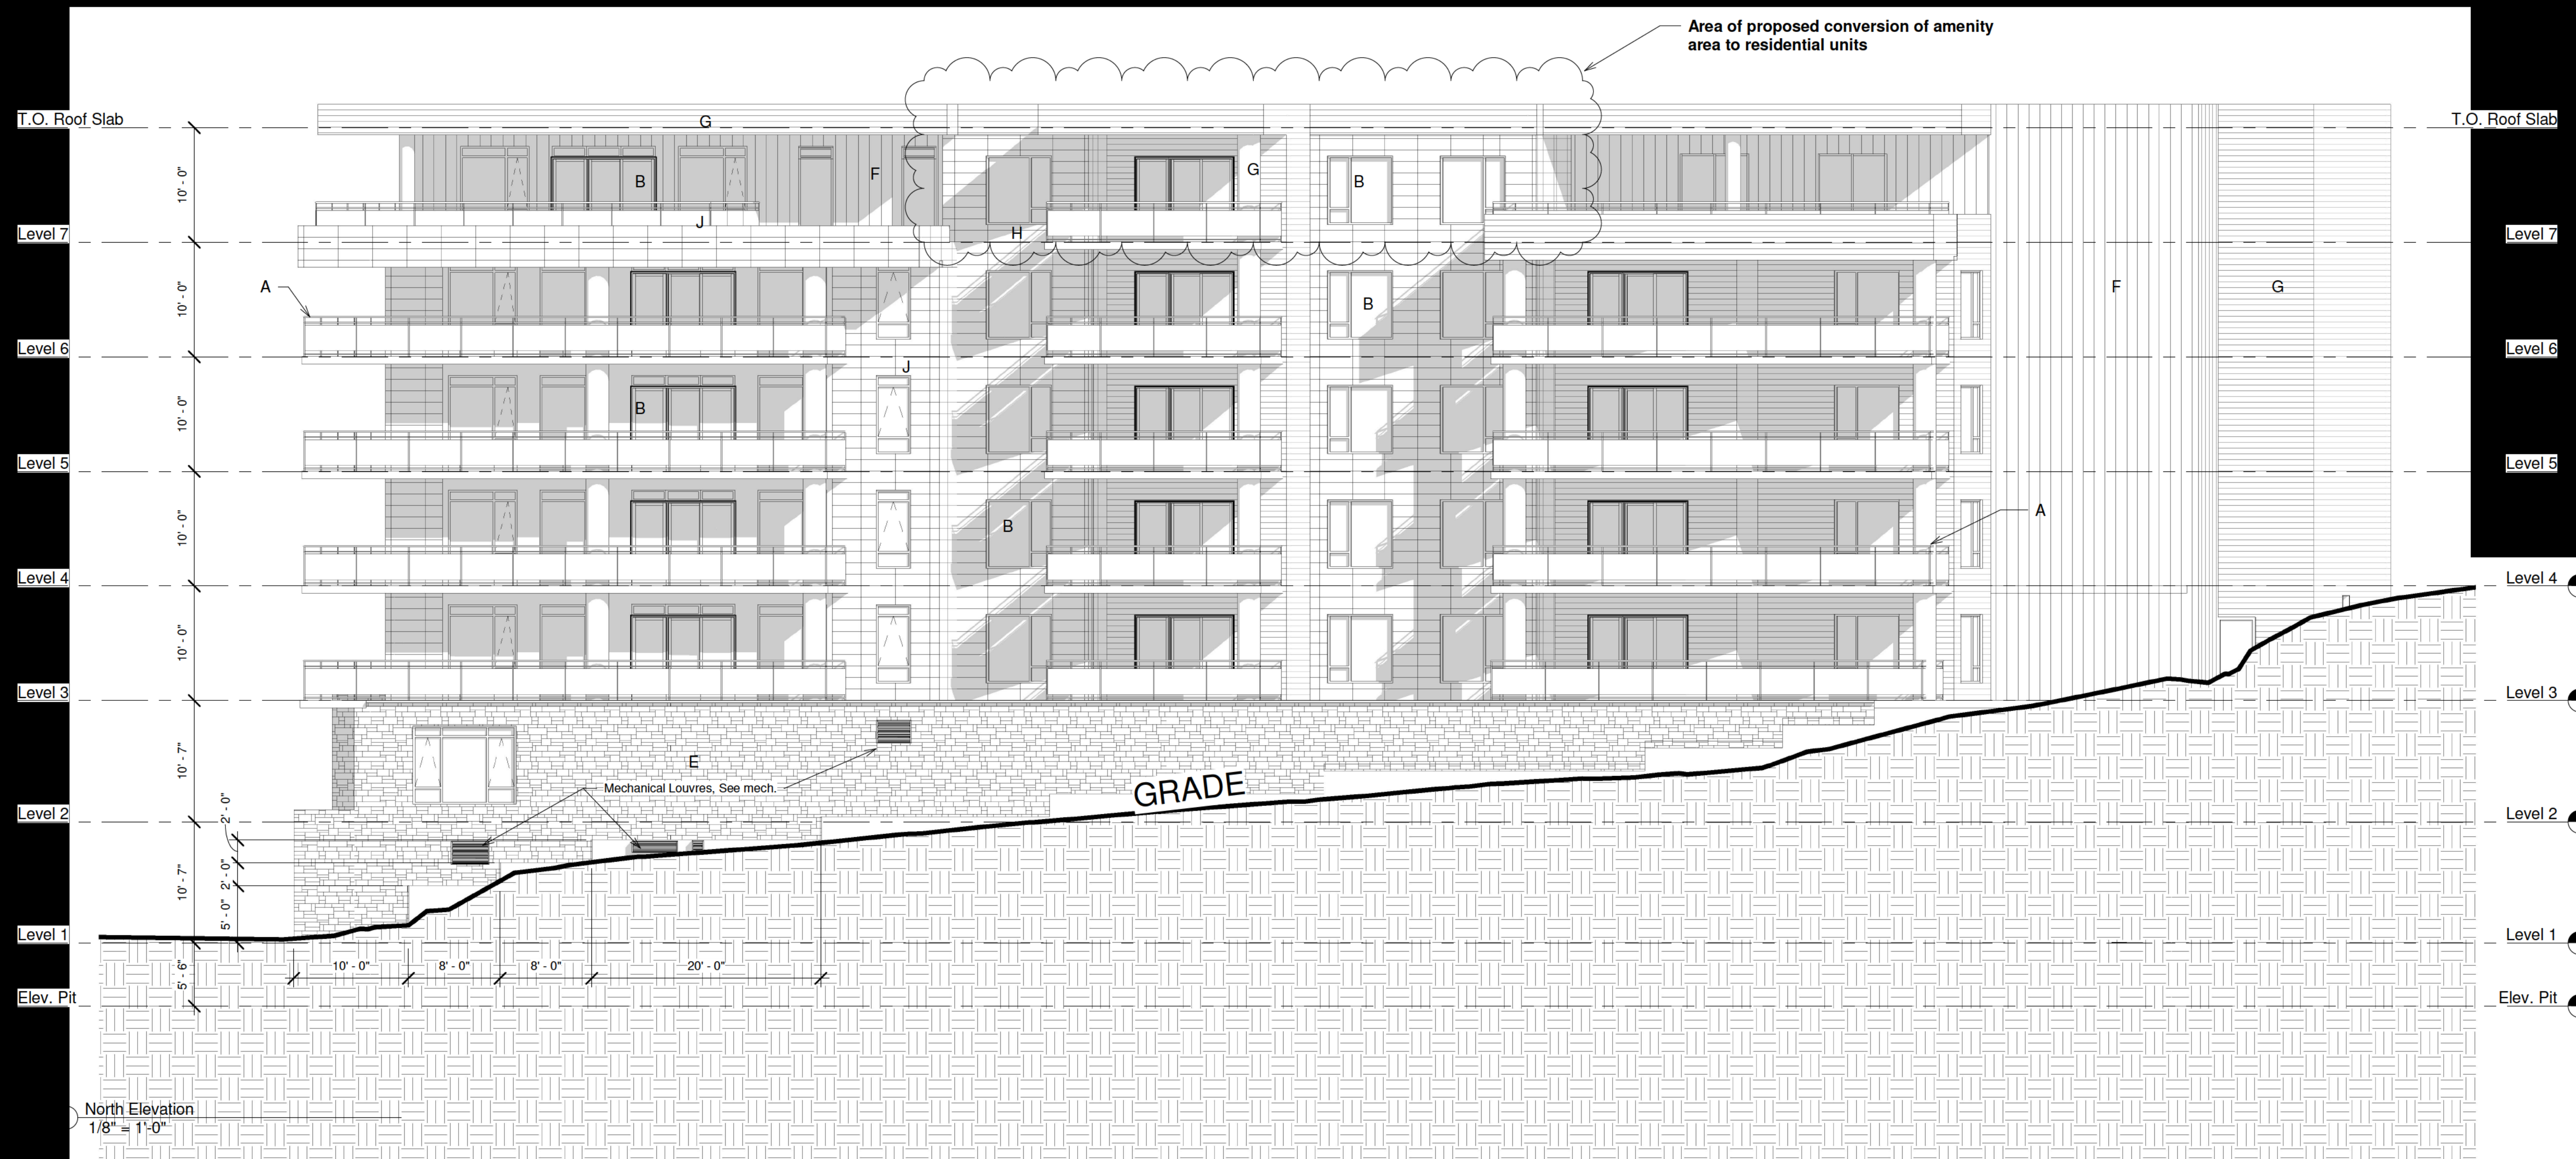 Area of proposed conversion of amenity
area to residential units
T.O. Roof Slab
T.O. Roof Slab
G
10' - 0"
B
F
G
B
J
Level 7
H
Level 7
10' - 0"
A
B
F
G
Level 6
Level 6
J
10' - 0"
B
Level 5
Level 5
10' - 0"
B
A
Level 4
Level 4
10' - 0"
Level 3
Level 3
10' - 7"
E
Mechanical Louvres, See mech.
GRADE
Level 2
2' - 0"
Level 2
10' - 7"
2' - 0"
5' - 0"
Level 1
Level 1
5' - 6"
10' - 0"
8' - 0"
8' - 0"
20' - 0"
Elev. Pit
Elev. Pit
North Elevation
1/8" = 1'-0"